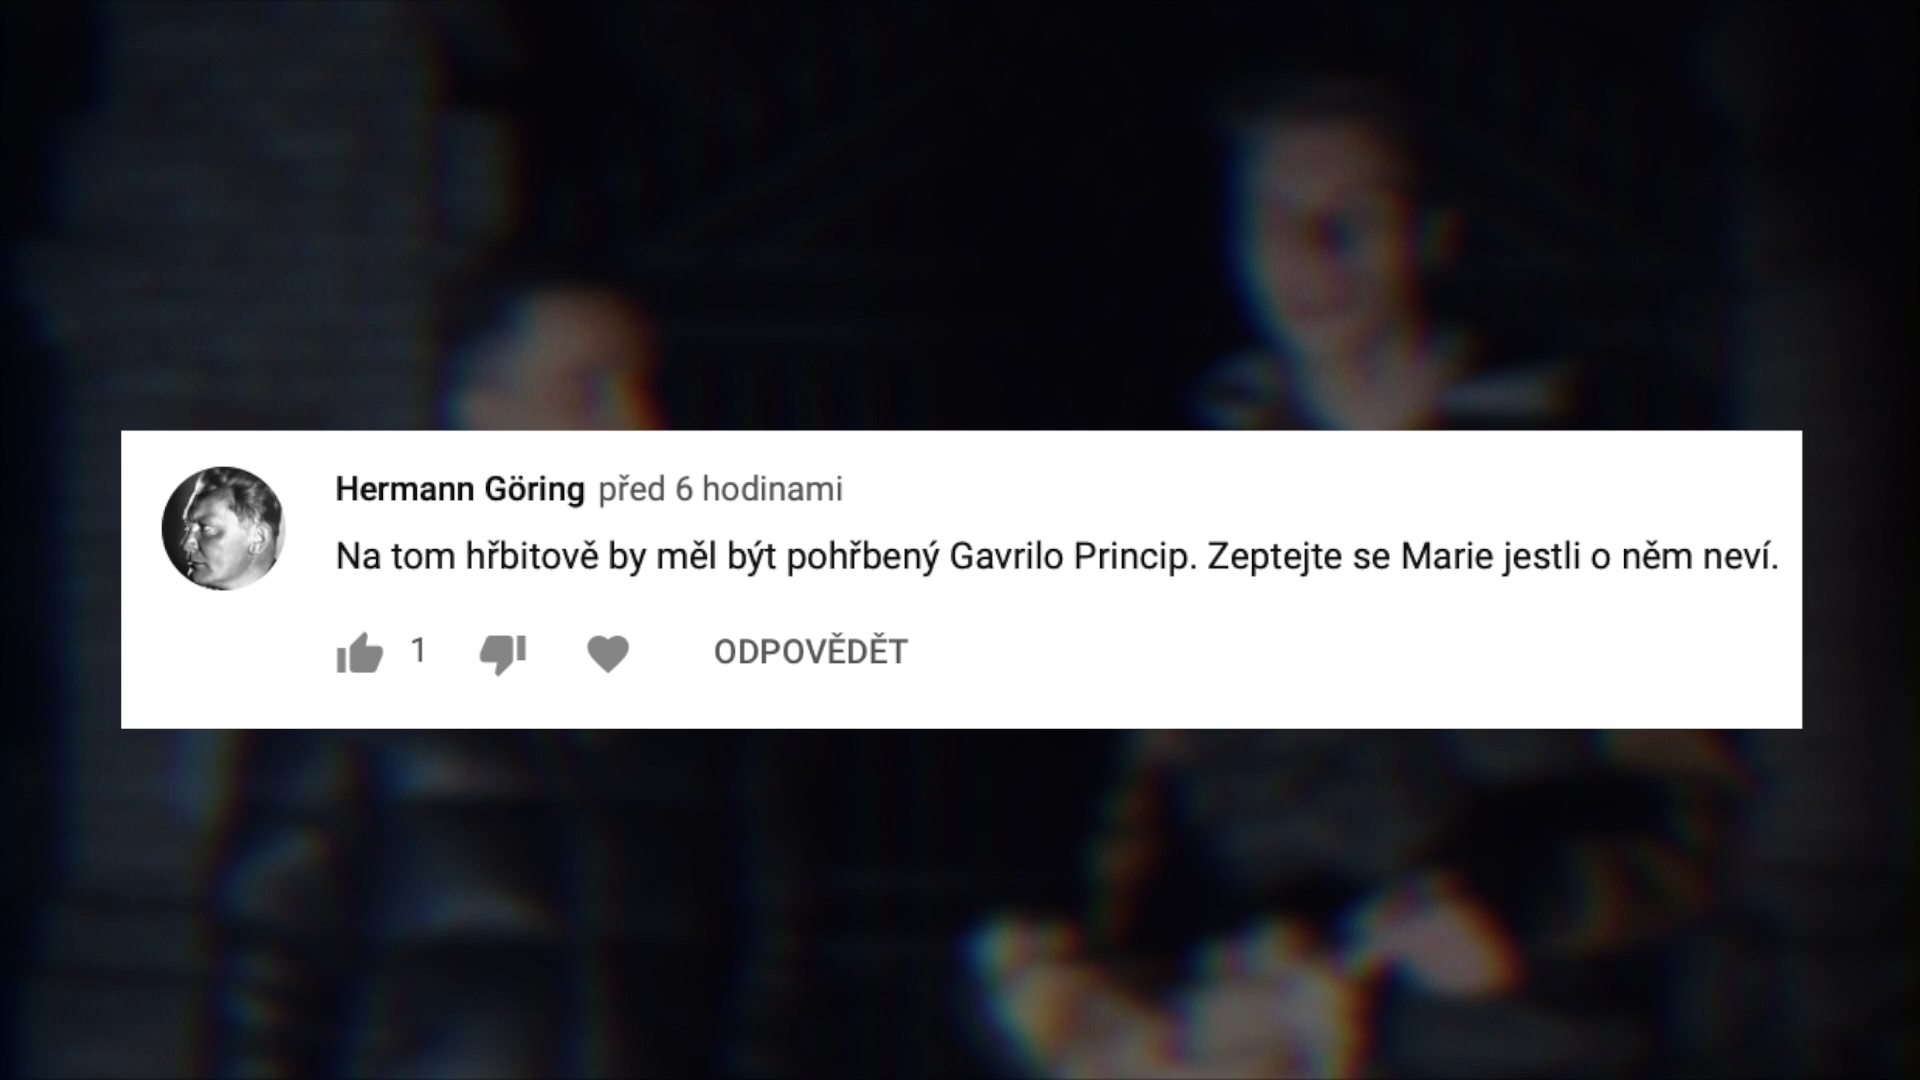 Hermann Göring před 6 hodinami
Na tom hřbitově by měl být pohřbený Gavrilo Princip. Zeptejte se Marie jestli o něm neví.
1 ODPOVĚDĚT